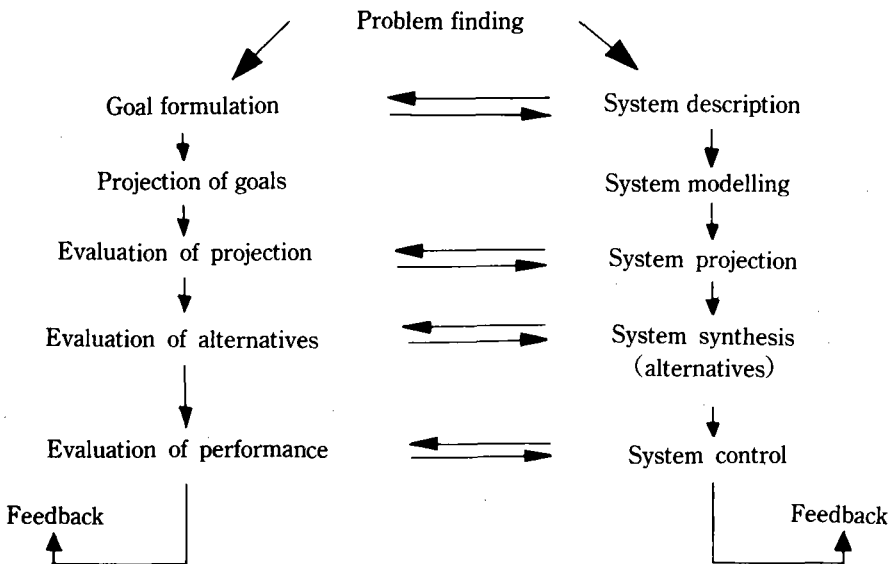 Problem finding
Goal formulation
System description
Projection of goals
System modelling
Evaluation of projection
System projection
Evaluation of alternatives
System synthesis
(alternatives)
Evaluation of performance
System control
Feedback
Feedback